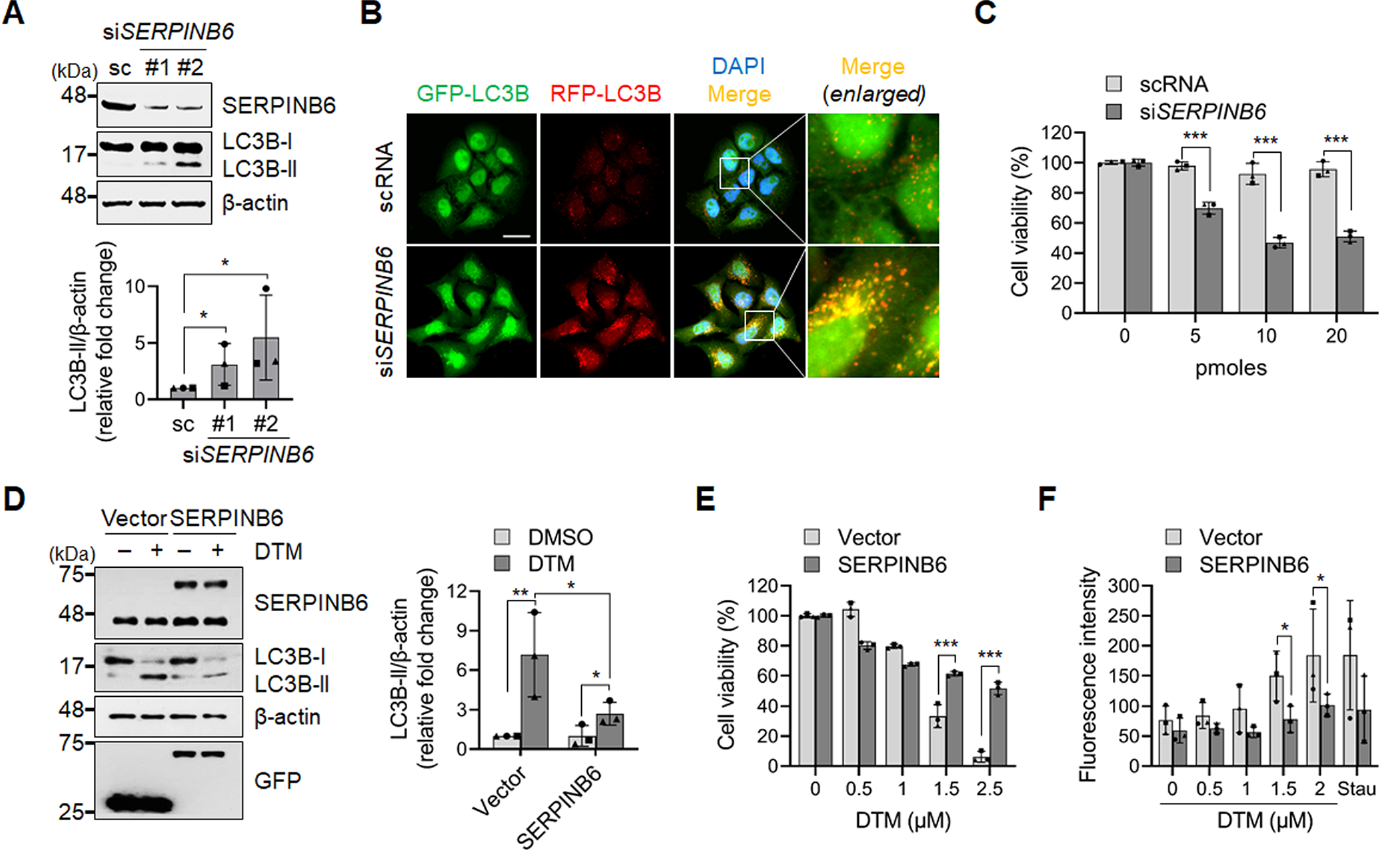 A
siSERPINB6
(kDa) sc #1 #2
48
SERPINB6
17
LC3B-I
LC3B-II
48
β-actin
LC3B-II/β-actin
(relative fold change)
10
5
0
*
*
sc #1 #2
siSERPINB6
B
GFP-LC3B
RFP-LC3B
DAPI
Merge
Merge
(enlarged)
scRNA
siSERPINB6
C
scRNA
siSERPINB6
Cell viability (%)
120
100
80
60
40
20
0
*** *** ***
0 5 10 20
pmoles
D
Vector SERPINB6
(kDa) − + − + DTM
75
48
SERPINB6
17
LC3B-I
LC3B-II
48
β-actin
75
25
GFP
DMSO
DTM
LC3B-II/β-actin
(relative fold change)
12
9
6
3
0
** * *
Vector
SERPINB6
E
Vector
SERPINB6
Cell viability (%)
120
100
80
60
40
20
0
*** ***
0 0.5 1 1.5 2.5
DTM (μM)
F
Vector
SERPINB6
Fluorescence intensity
300
250
200
150
100
50
0
* *
0 0.5 1 1.5 2 Stau
DTM (μM)